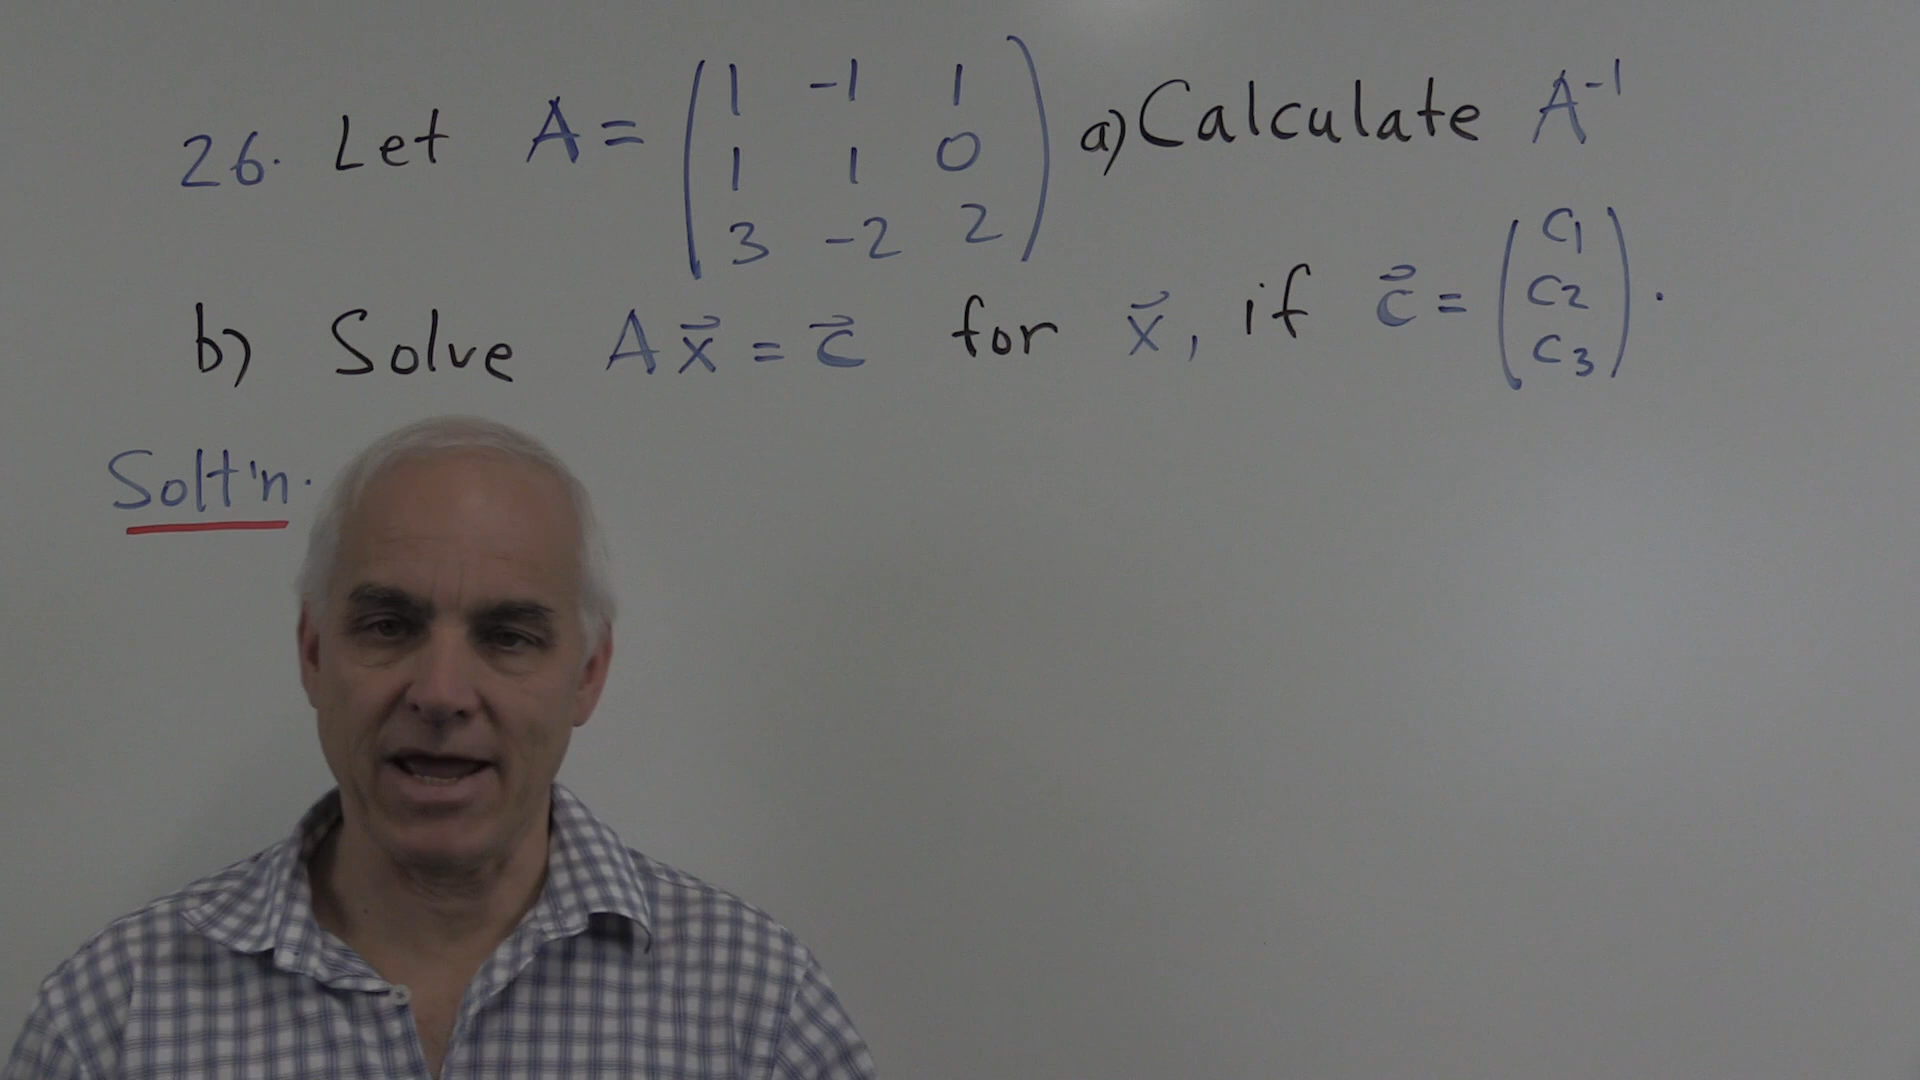 26. Let A = ( 1 -1 1 a) Calculate A⁻¹
1 1 0
3 -2 2 )
b) Solve Ax⃗ = c⃗ for x⃗, if c⃗ = ( c1
c2
c3 ) .
Solt'n.